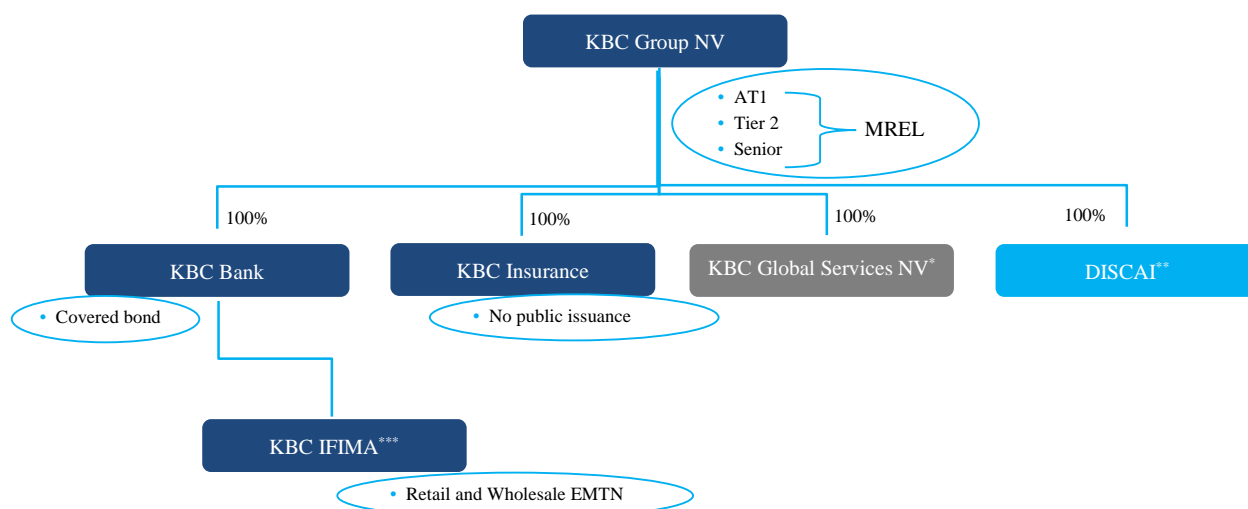 KBC Group NV
• AT1
• Tier 2
• Senior
MREL
100%
100%
100%
100%
KBC Bank
KBC Insurance
KBC Global Services NV*
DISCAI**
• Covered bond
• No public issuance
KBC IFIMA***
• Retail and Wholesale EMTN